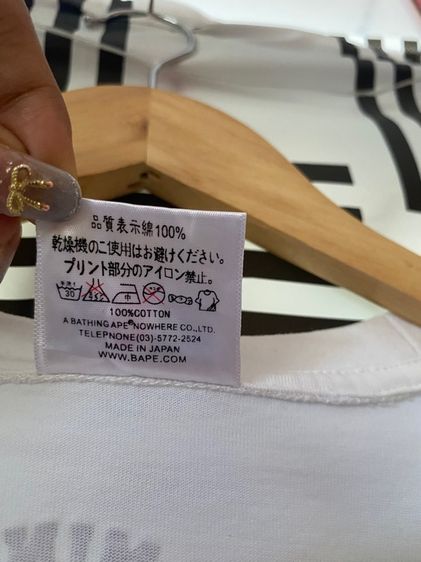 品質表示綿100%
乾燥機のご使用はお避けください。
プリント部分のアイロン禁止。
30
中
100%COTTON
A BATHING APE® NOWHERE CO.,LTD.
TELEPHONE(03)-5772-2524
MADE IN JAPAN
WWW.BAPE.COM